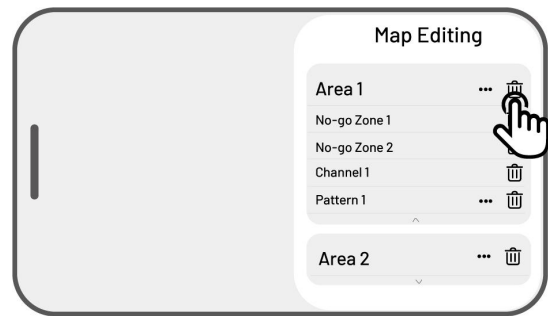 Map Editing
Area 1
No-go Zone 1
No-go Zone 2
Channel 1
Pattern 1
Area 2